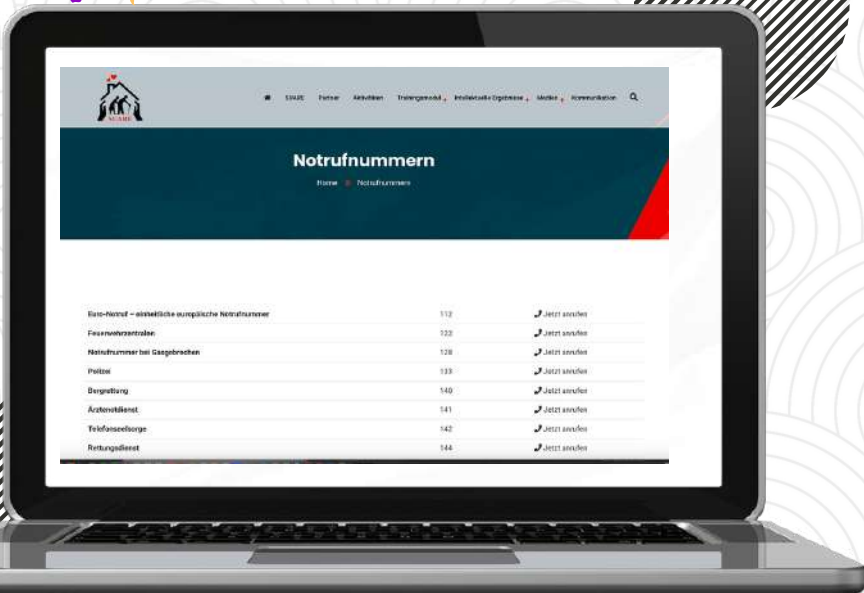 SUARE
SUARE Partner Aktivitäten Trainingsmodul Intellektuelle Ergebnisse Medien Kommunikation
Notrufnummern
Home Notrufnummern
Euro-Notruf – einheitliche europäische Notrufnummer 112 Jetzt anrufen
Feuerwehrzentralen 122 Jetzt anrufen
Notrufnummer bei Gasgebrechen 128 Jetzt anrufen
Polizei 133 Jetzt anrufen
Bergrettung 140 Jetzt anrufen
Ärztenotdienst 141 Jetzt anrufen
Telefonseelsorge 142 Jetzt anrufen
Rettungsdienst 144 Jetzt anrufen